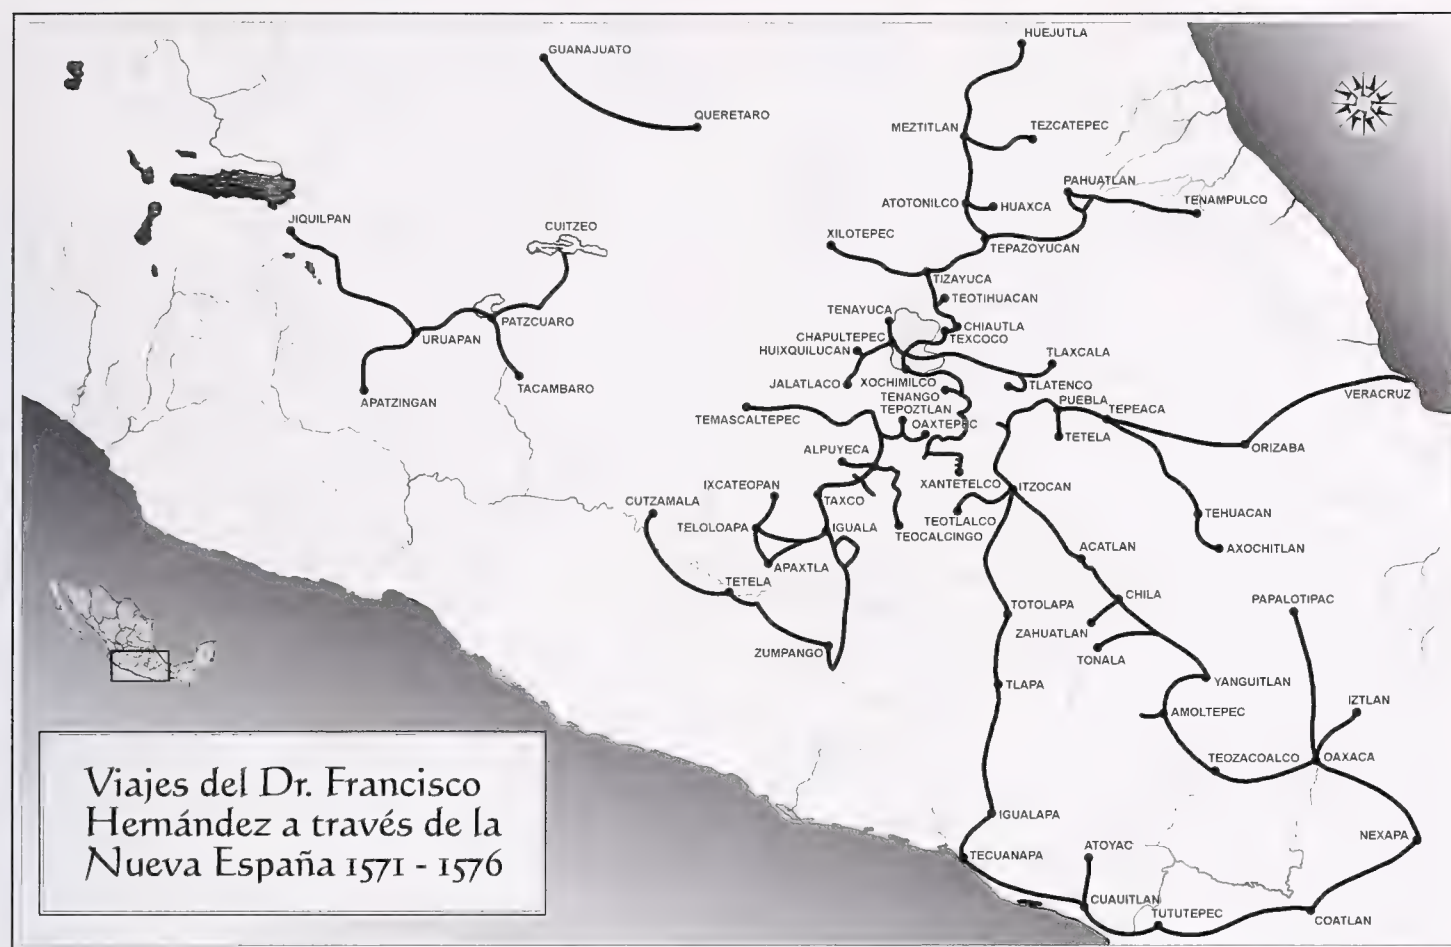 HUEJUTLA
GUANAJUATO
QUERETARO
MEZTITLAN
TEZCATEPEC
PAHUATLAN
TENAMPULCO
ATOTONILCO
HUAXCA
JIQUILPAN
CUITZEO
XILOTEPEC
TEPAZOYUCAN
TIZAYUCA
TEOTIHUACAN
TENAYUCA
PATZCUARO
CHIAUTLA
URUAPAN
CHAPULTEPEC
TEXCOCO
HUIXQUILUCAN
TLAXCALA
JALATLACO
XOCHIMILCO
TLATENCO
TACAMBARO
TENANGO
APATZINGAN
VERACRUZ
PUEBLA
TEPOZTLAN
TEPEACA
TEMASCALTEPEC
OAXTEPEC
TETELA
ORIZABA
ALPUYECA
XANTETELCO
ITZOCAN
IXCATEOPAN
CUTZAMALA
TAXCO
TEHUACAN
TEOTLALCO
TELOLOAPA
IGUALA
TEOCALCINGO
ACATLAN
AXOCHITLAN
APAXTLA
TETELA
CHILA
PAPALOTIPAC
TOTOLAPA
ZAHUATLAN
ZUMPANGO
TONALA
YANGUITLAN
TLAPA
IZTLAN
AMOLTEPEC
TEOZACOALCO
OAXACA
Viajes del Dr. Francisco
Hernández a través de la
Nueva España 1571 - 1576
IGUALAPA
NEXAPA
ATOYAC
TECUANAPA
CUAUITLAN
TUTUTEPEC
COATLAN